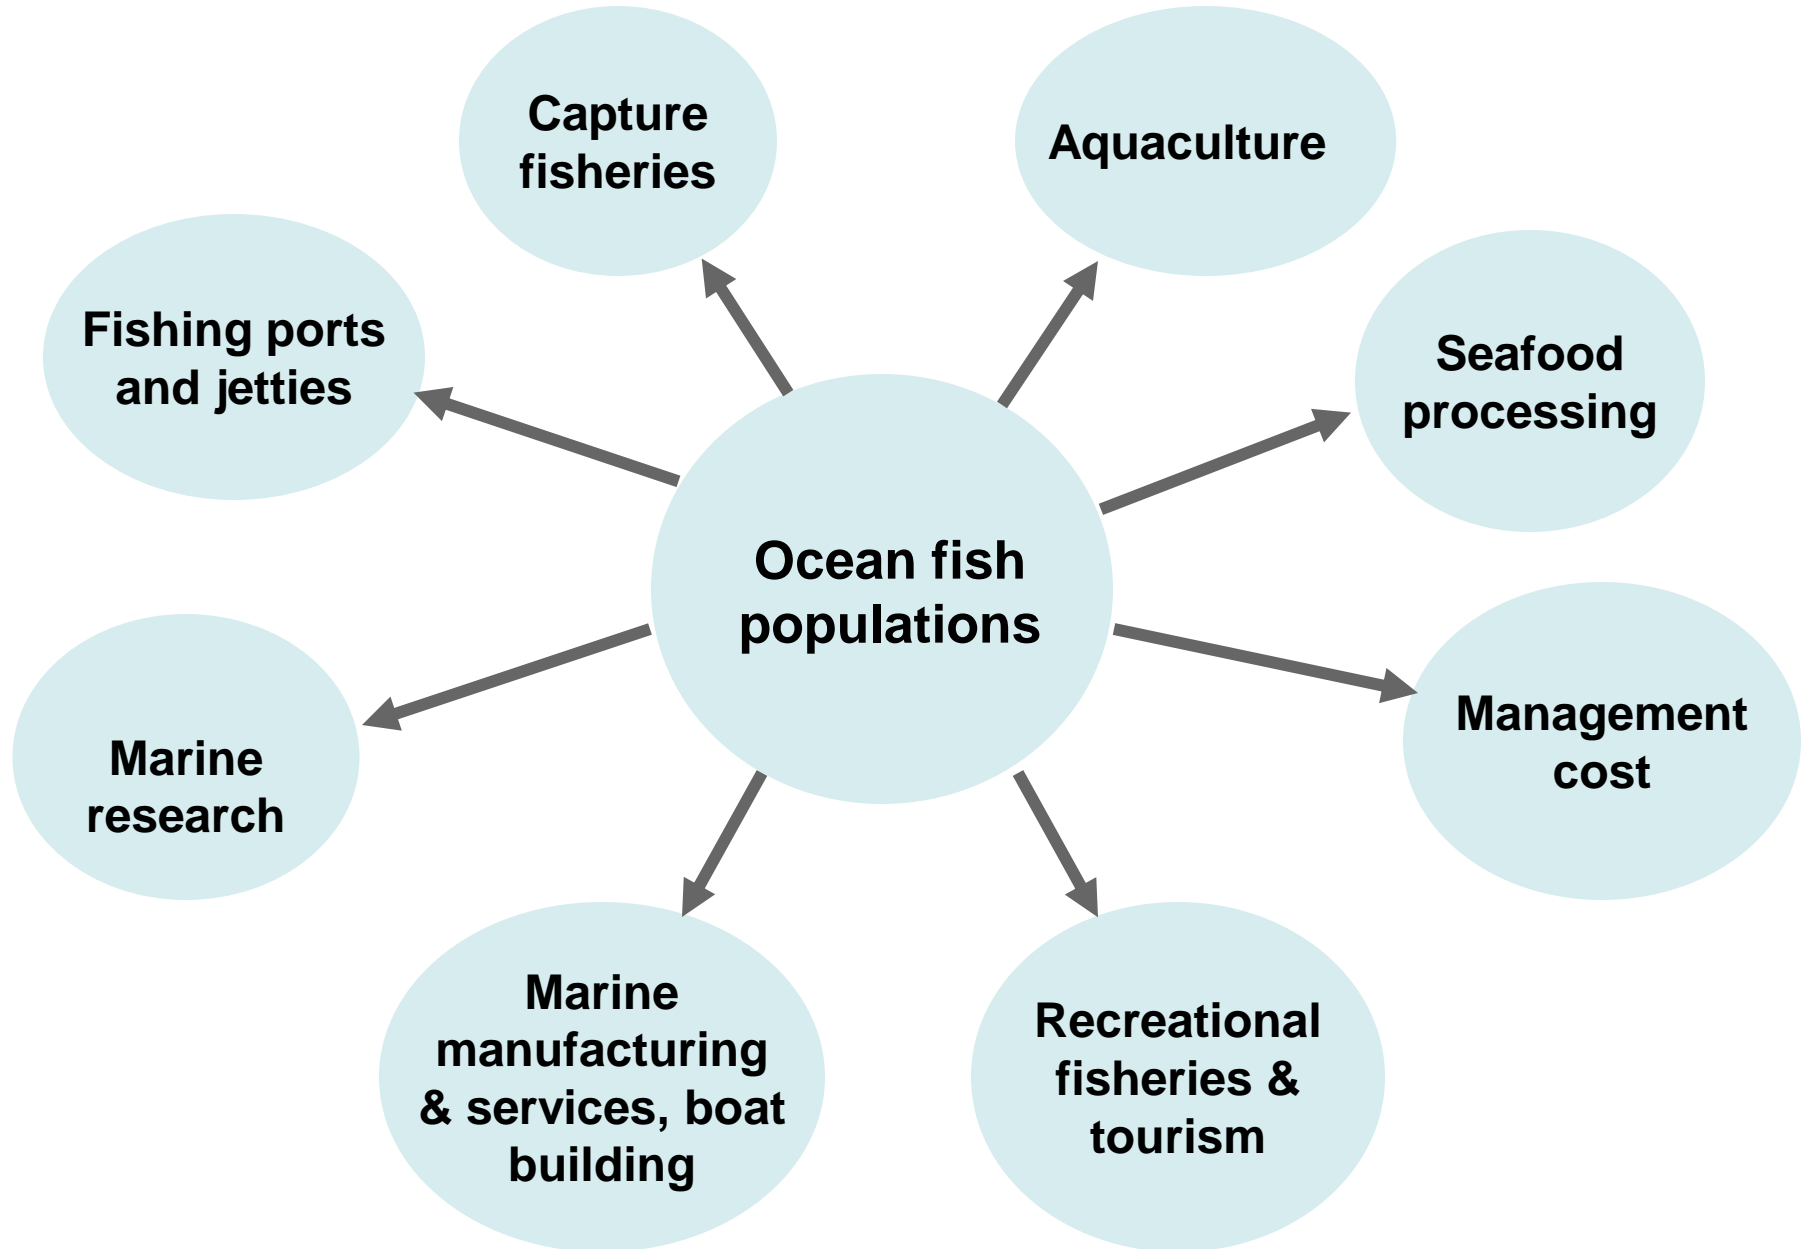 Capture
fisheries
Aquaculture
Fishing ports
and jetties
Seafood
processing
Ocean fish
populations
Management
cost
Marine
research
Marine
manufacturing
& services, boat
building
Recreational
fisheries &
tourism